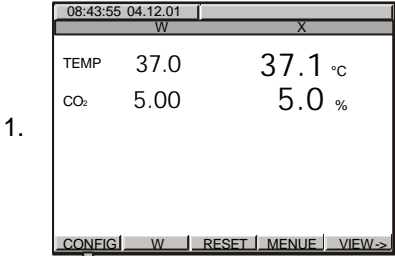 08:43:55 04.12.01
W X
TEMP 37.0 37.1 °C
CO₂ 5.00 5.0 %
1.
CONFIG W RESET MENUE VIEW->